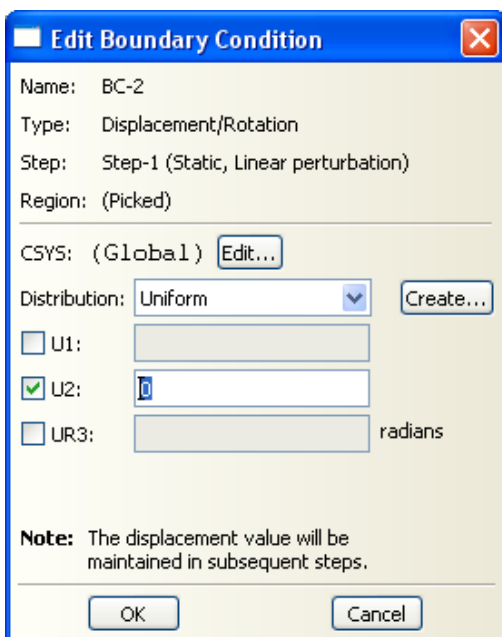 Edit Boundary Condition
Name: BC-2
Type: Displacement/Rotation
Step: Step-1 (Static, Linear perturbation)
Region: (Picked)
CSYS: (Global) Edit...
Distribution: Uniform Create...
U1:
U2: 0
UR3: radians
Note: The displacement value will be
maintained in subsequent steps.
OK Cancel